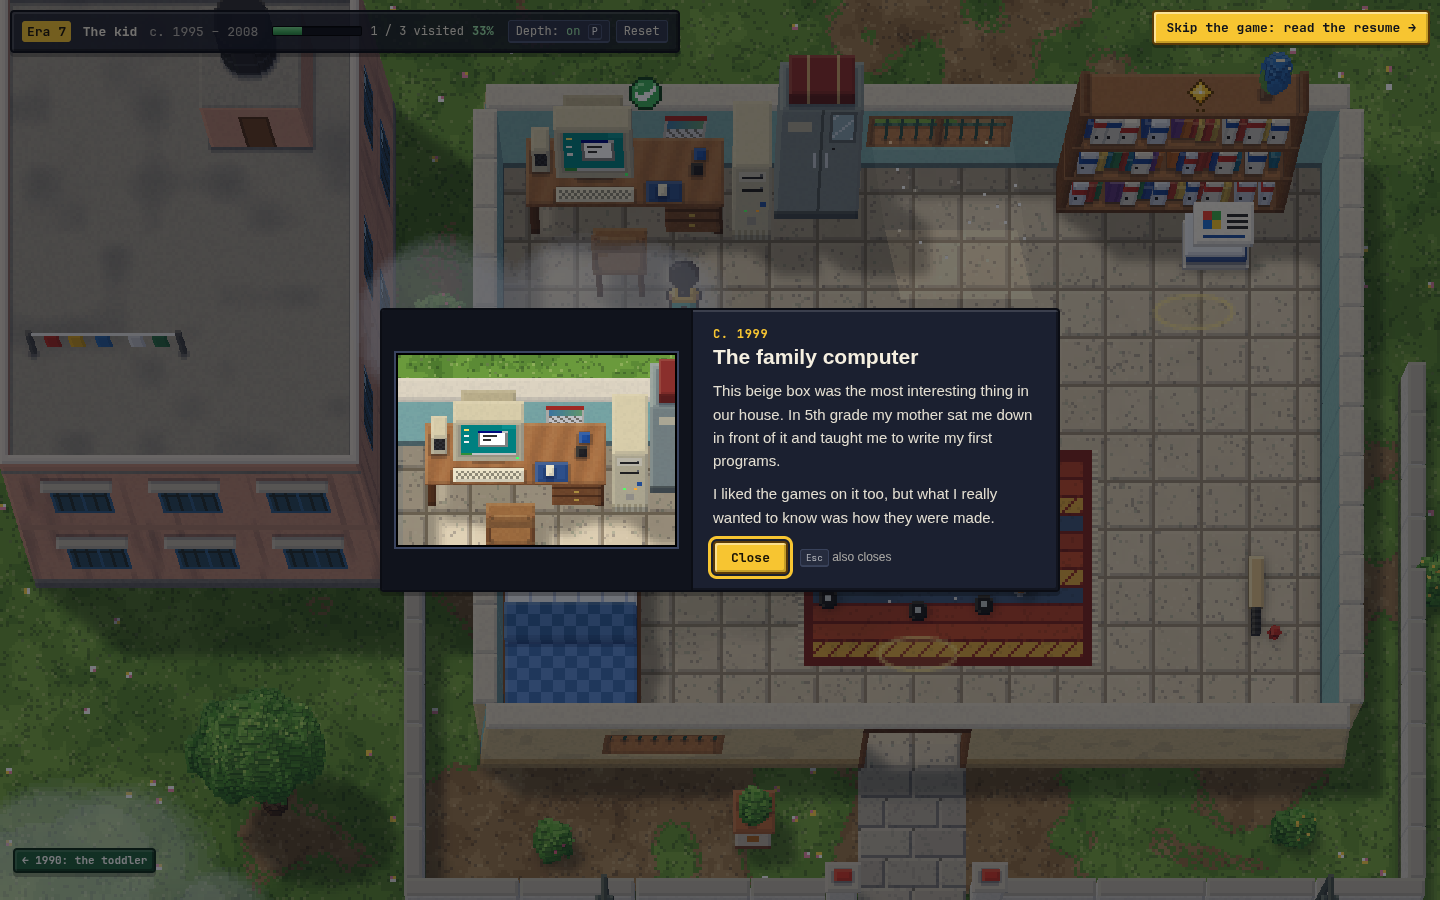 Era 7 The kid c. 1995 – 2008 1 / 3 visited 33% Depth: on P Reset
Skip the game: read the resume →
C. 1999
The family computer
This beige box was the most interesting thing in
our house. In 5th grade my mother sat me down
in front of it and taught me to write my first
programs.
I liked the games on it too, but what I really
wanted to know was how they were made.
Close Esc also closes
← 1990: the toddler